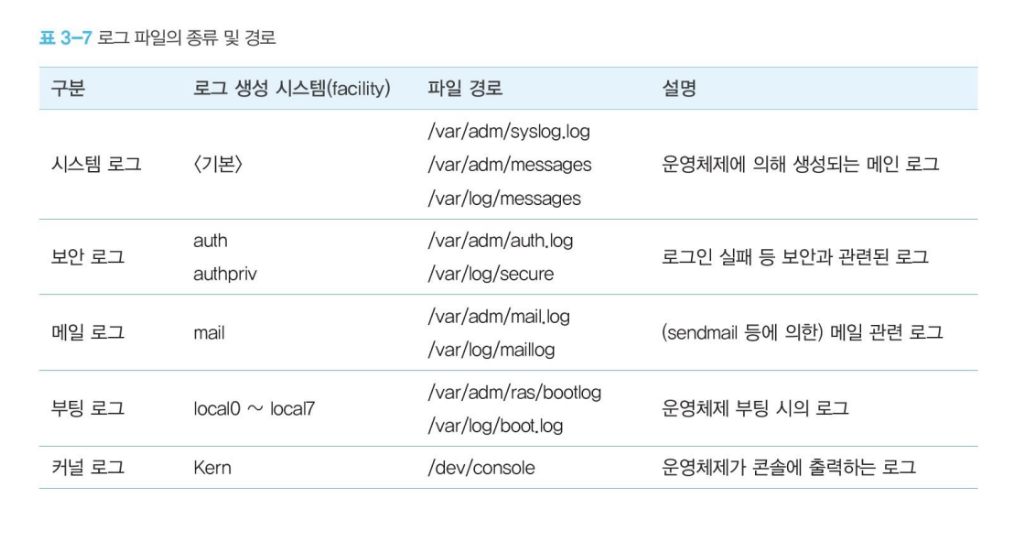 표 3-7 로그 파일의 종류 및 경로
구분 로그 생성 시스템(facility) 파일 경로 설명
/var/adm/syslog.log
시스템 로그 〈기본〉 /var/adm/messages 운영체제에 의해 생성되는 메인 로그
/var/log/messages
auth /var/adm/auth.log
보안 로그 로그인 실패 등 보안과 관련된 로그
authpriv /var/log/secure
/var/adm/mail.log
메일 로그 mail (sendmail 등에 의한) 메일 관련 로그
/var/log/maillog
/var/adm/ras/bootlog
부팅 로그 local0 ~ local7 운영체제 부팅 시의 로그
/var/log/boot.log
커널 로그 Kern /dev/console 운영체제가 콘솔에 출력하는 로그